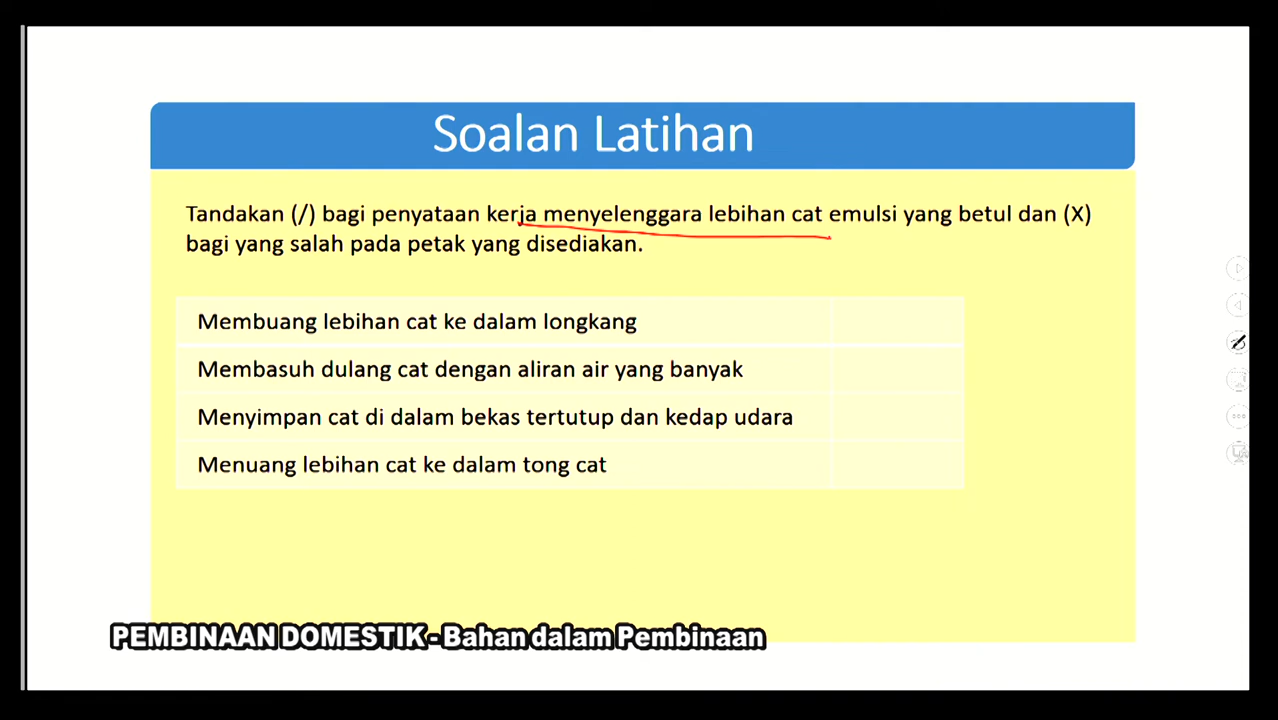 Soalan Latihan
Tandakan (/) bagi penyataan kerja menyelenggara lebihan cat emulsi yang betul dan (X)
bagi yang salah pada petak yang disediakan.
Membuang lebihan cat ke dalam longkang
Membasuh dulang cat dengan aliran air yang banyak
Menyimpan cat di dalam bekas tertutup dan kedap udara
Menuang lebihan cat ke dalam tong cat
PEMBINAAN DOMESTIK - Bahan dalam Pembinaan